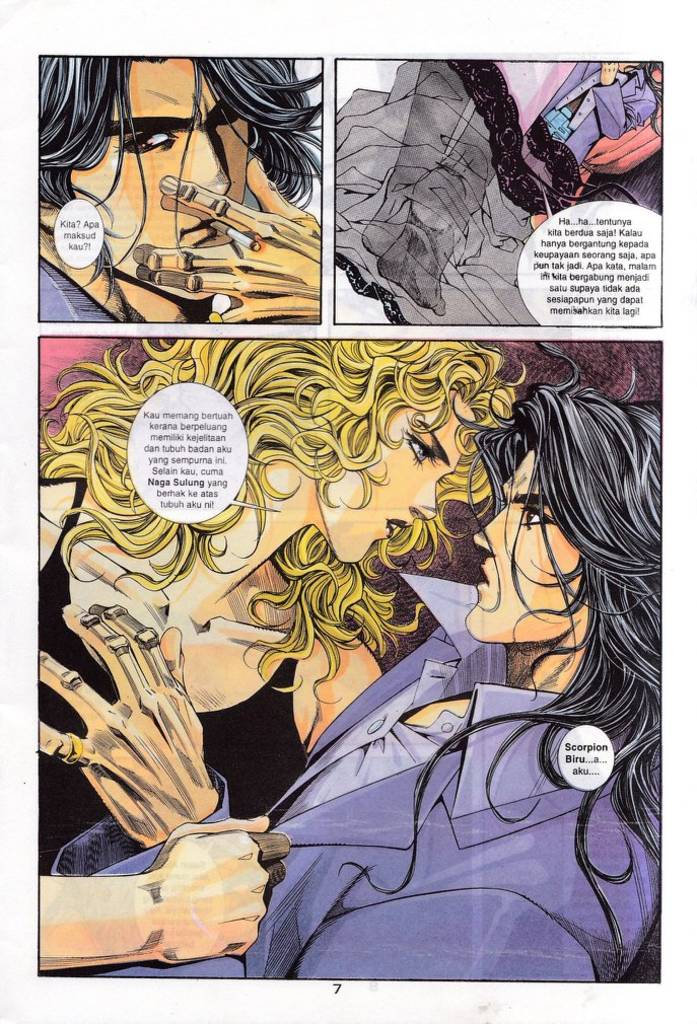 Kita? Apa
maksud
kau?!
Ha...ha...tentunya
kita berdua saja! Kalau
hanya bergantung kepada
keupayaan seorang saja, apa
pun tak jadi. Apa kata, malam
ini kita bergabung menjadi
satu supaya tidak ada
sesiapapun yang dapat
memisahkan kita lagi!
Kau memang bertuah
kerana berpeluang
memiliki kejelitaan
dan tubuh badan aku
yang sempurna ini.
Selain kau, cuma
Naga Sulung yang
berhak ke atas
tubuh aku ni!
Scorpion
Biru...a...
aku....
7